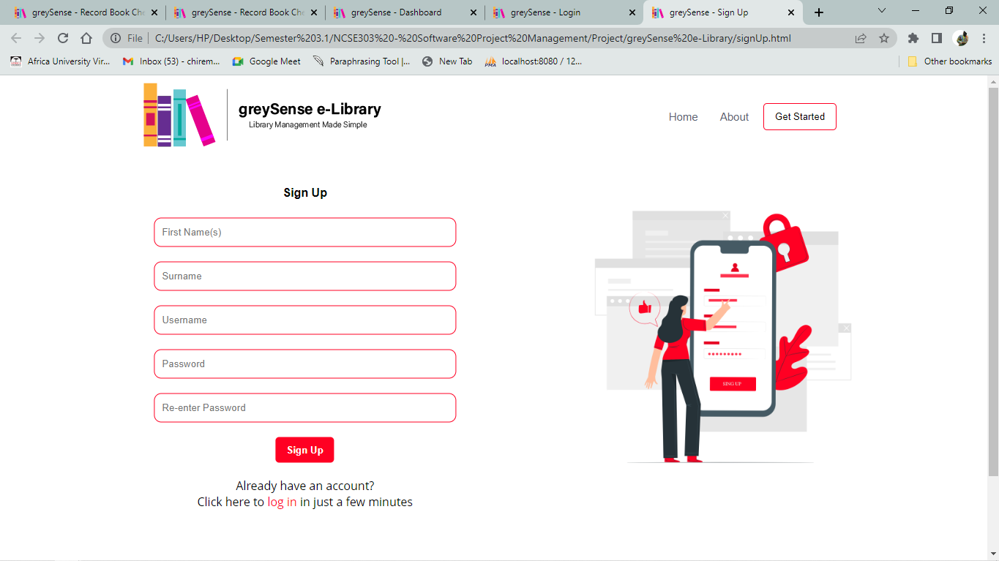 greySense - Record Book Che
greySense - Record Book Che
greySense - Dashboard
greySense - Login
greySense - Sign Up
File
C:/Users/HP/Desktop/Semester%203.1/NCSE303%20-%20Software%20Project%20Management/Project/greySense%20e-Library/signUp.html
Africa University Vir...
Inbox (53) - chirem...
Google Meet
Paraphrasing Tool |...
New Tab
PMA
localhost:8080 / 12...
Other bookmarks
greySense e-Library
Library Management Made Simple
Home
About
Get Started
Sign Up
First Name(s)
Surname
Username
Password
Re-enter Password
Sign Up
Already have an account?
Click here to log in in just a few minutes
SING UP